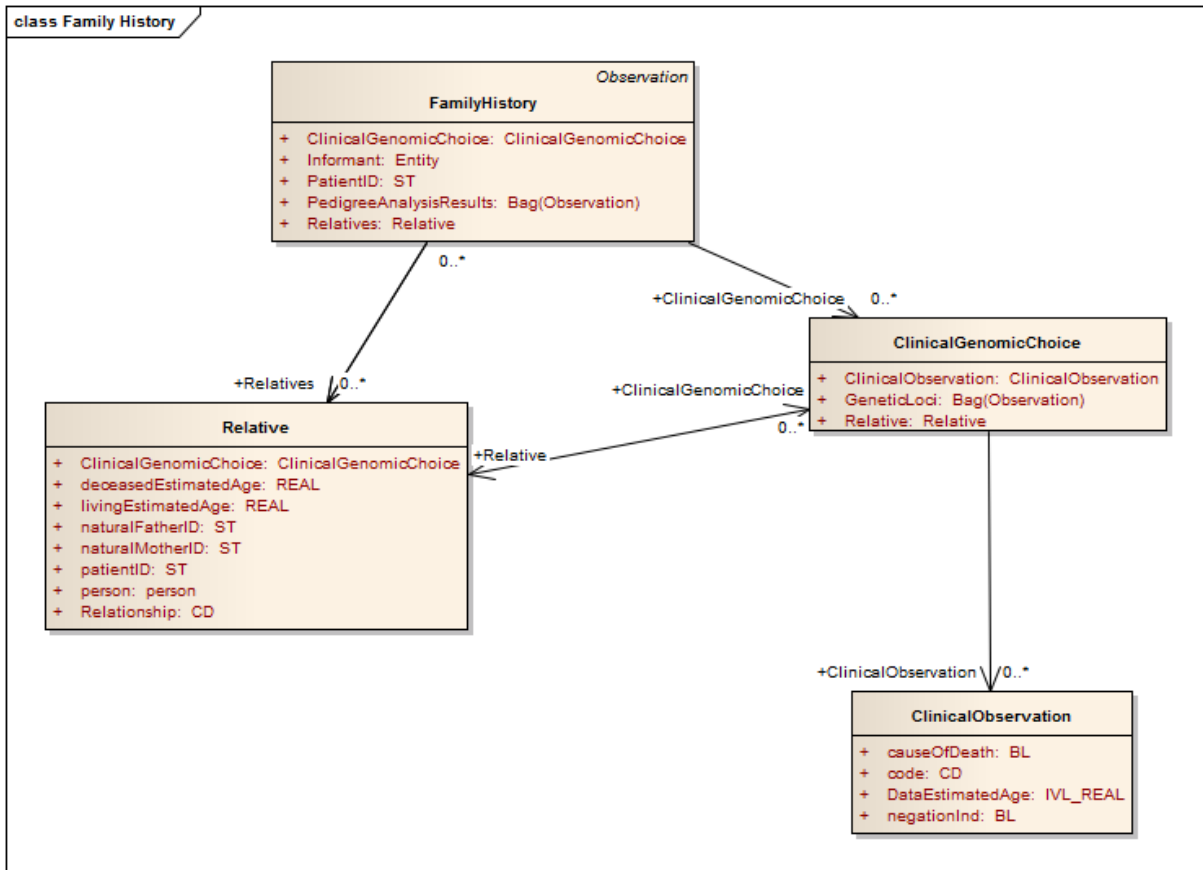 class Family History
Observation
FamilyHistory
+ ClinicalGenomicChoice: ClinicalGenomicChoice
+ Informant: Entity
+ PatientID: ST
+ PedigreeAnalysisResults: Bag(Observation)
+ Relatives: Relative
0..*
+ClinicalGenomicChoice 0..*
ClinicalGenomicChoice
+ ClinicalObservation: ClinicalObservation
+ GeneticLoci: Bag(Observation)
+ Relative: Relative
+Relatives 0..*
+ClinicalGenomicChoice
0..*
+Relative
Relative
+ ClinicalGenomicChoice: ClinicalGenomicChoice
+ deceasedEstimatedAge: REAL
+ livingEstimatedAge: REAL
+ naturalFatherID: ST
+ naturalMotherID: ST
+ patientID: ST
+ person: person
+ Relationship: CD
+ClinicalObservation 0..*
ClinicalObservation
+ causeOfDeath: BL
+ code: CD
+ DataEstimatedAge: IVL_REAL
+ negationInd: BL